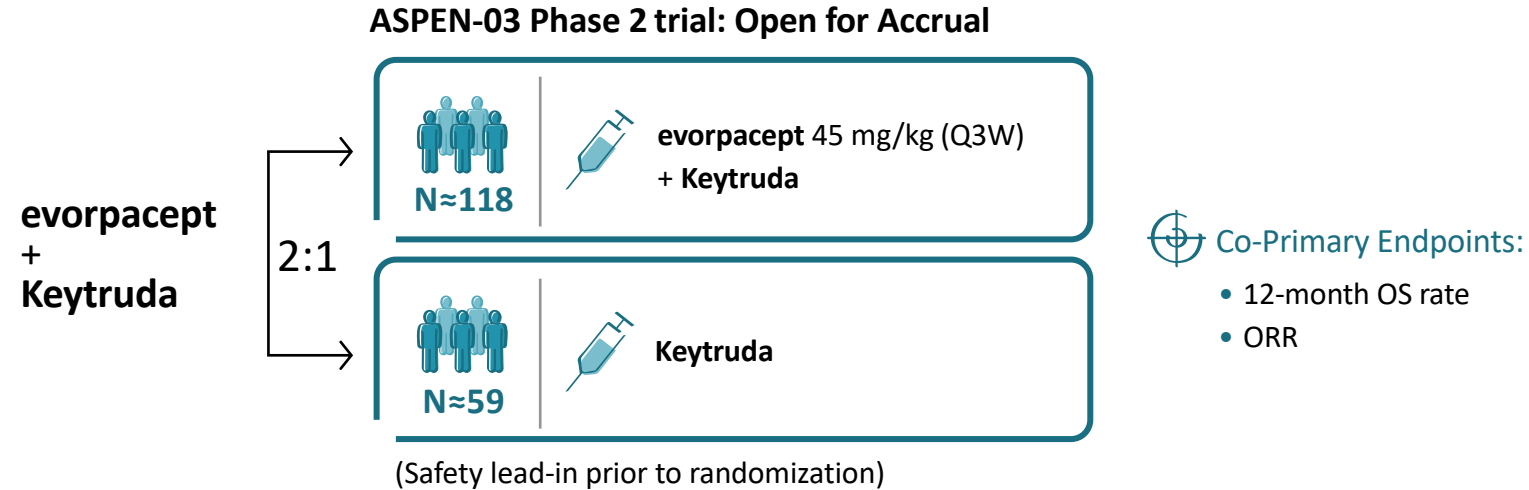 ASPEN-03 Phase 2 trial: Open for Accrual
evorpacept
+
Keytruda
2:1
N≈118
evorpacept 45 mg/kg (Q3W)
+ Keytruda
N≈59
Keytruda
(Safety lead-in prior to randomization)
Co-Primary Endpoints:
• 12-month OS rate
• ORR